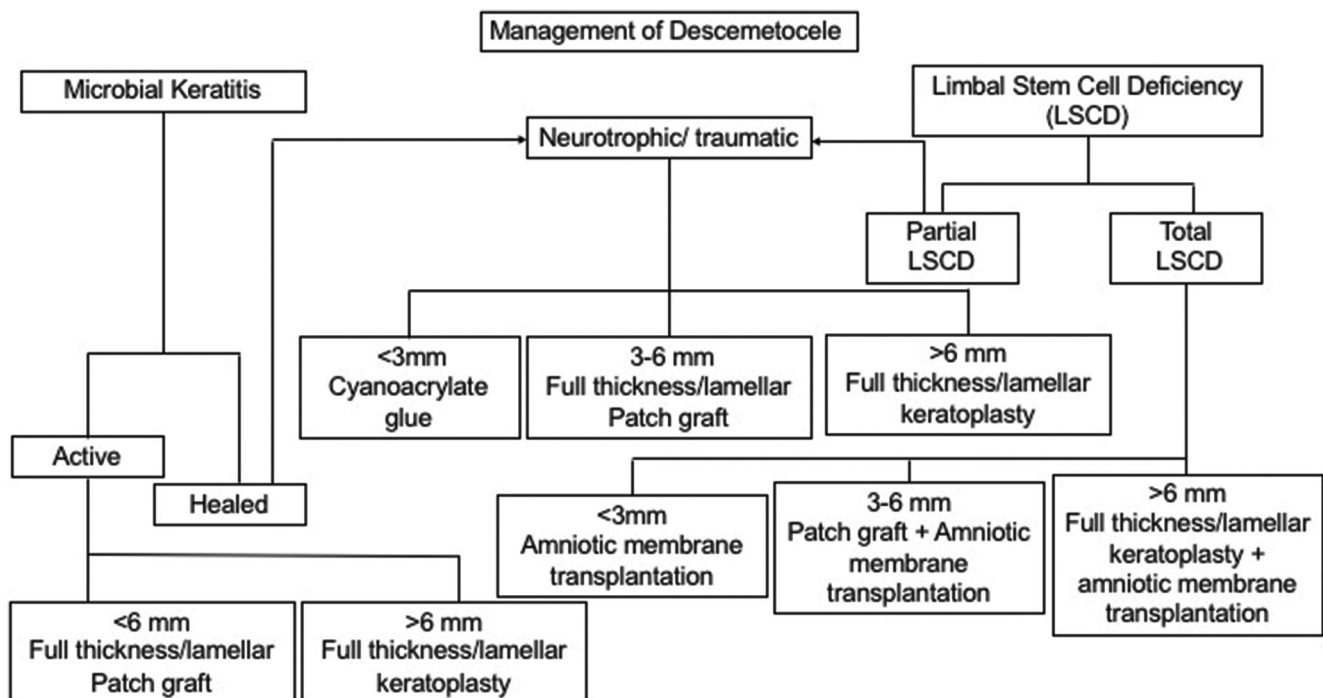 Management of Descemetocele
Microbial Keratitis
Limbal Stem Cell Deficiency
(LSCD)
Neurotrophic/ traumatic
Partial
LSCD
Total
LSCD
<3mm
Cyanoacrylate
glue
3-6 mm
Full thickness/lamellar
Patch graft
>6 mm
Full thickness/lamellar
keratoplasty
Active
Healed
<3mm
Amniotic membrane
transplantation
3-6 mm
Patch graft + Amniotic
membrane
transplantation
>6 mm
Full thickness/lamellar
keratoplasty +
amniotic membrane
transplantation
<6 mm
Full thickness/lamellar
Patch graft
>6 mm
Full thickness/lamellar
keratoplasty